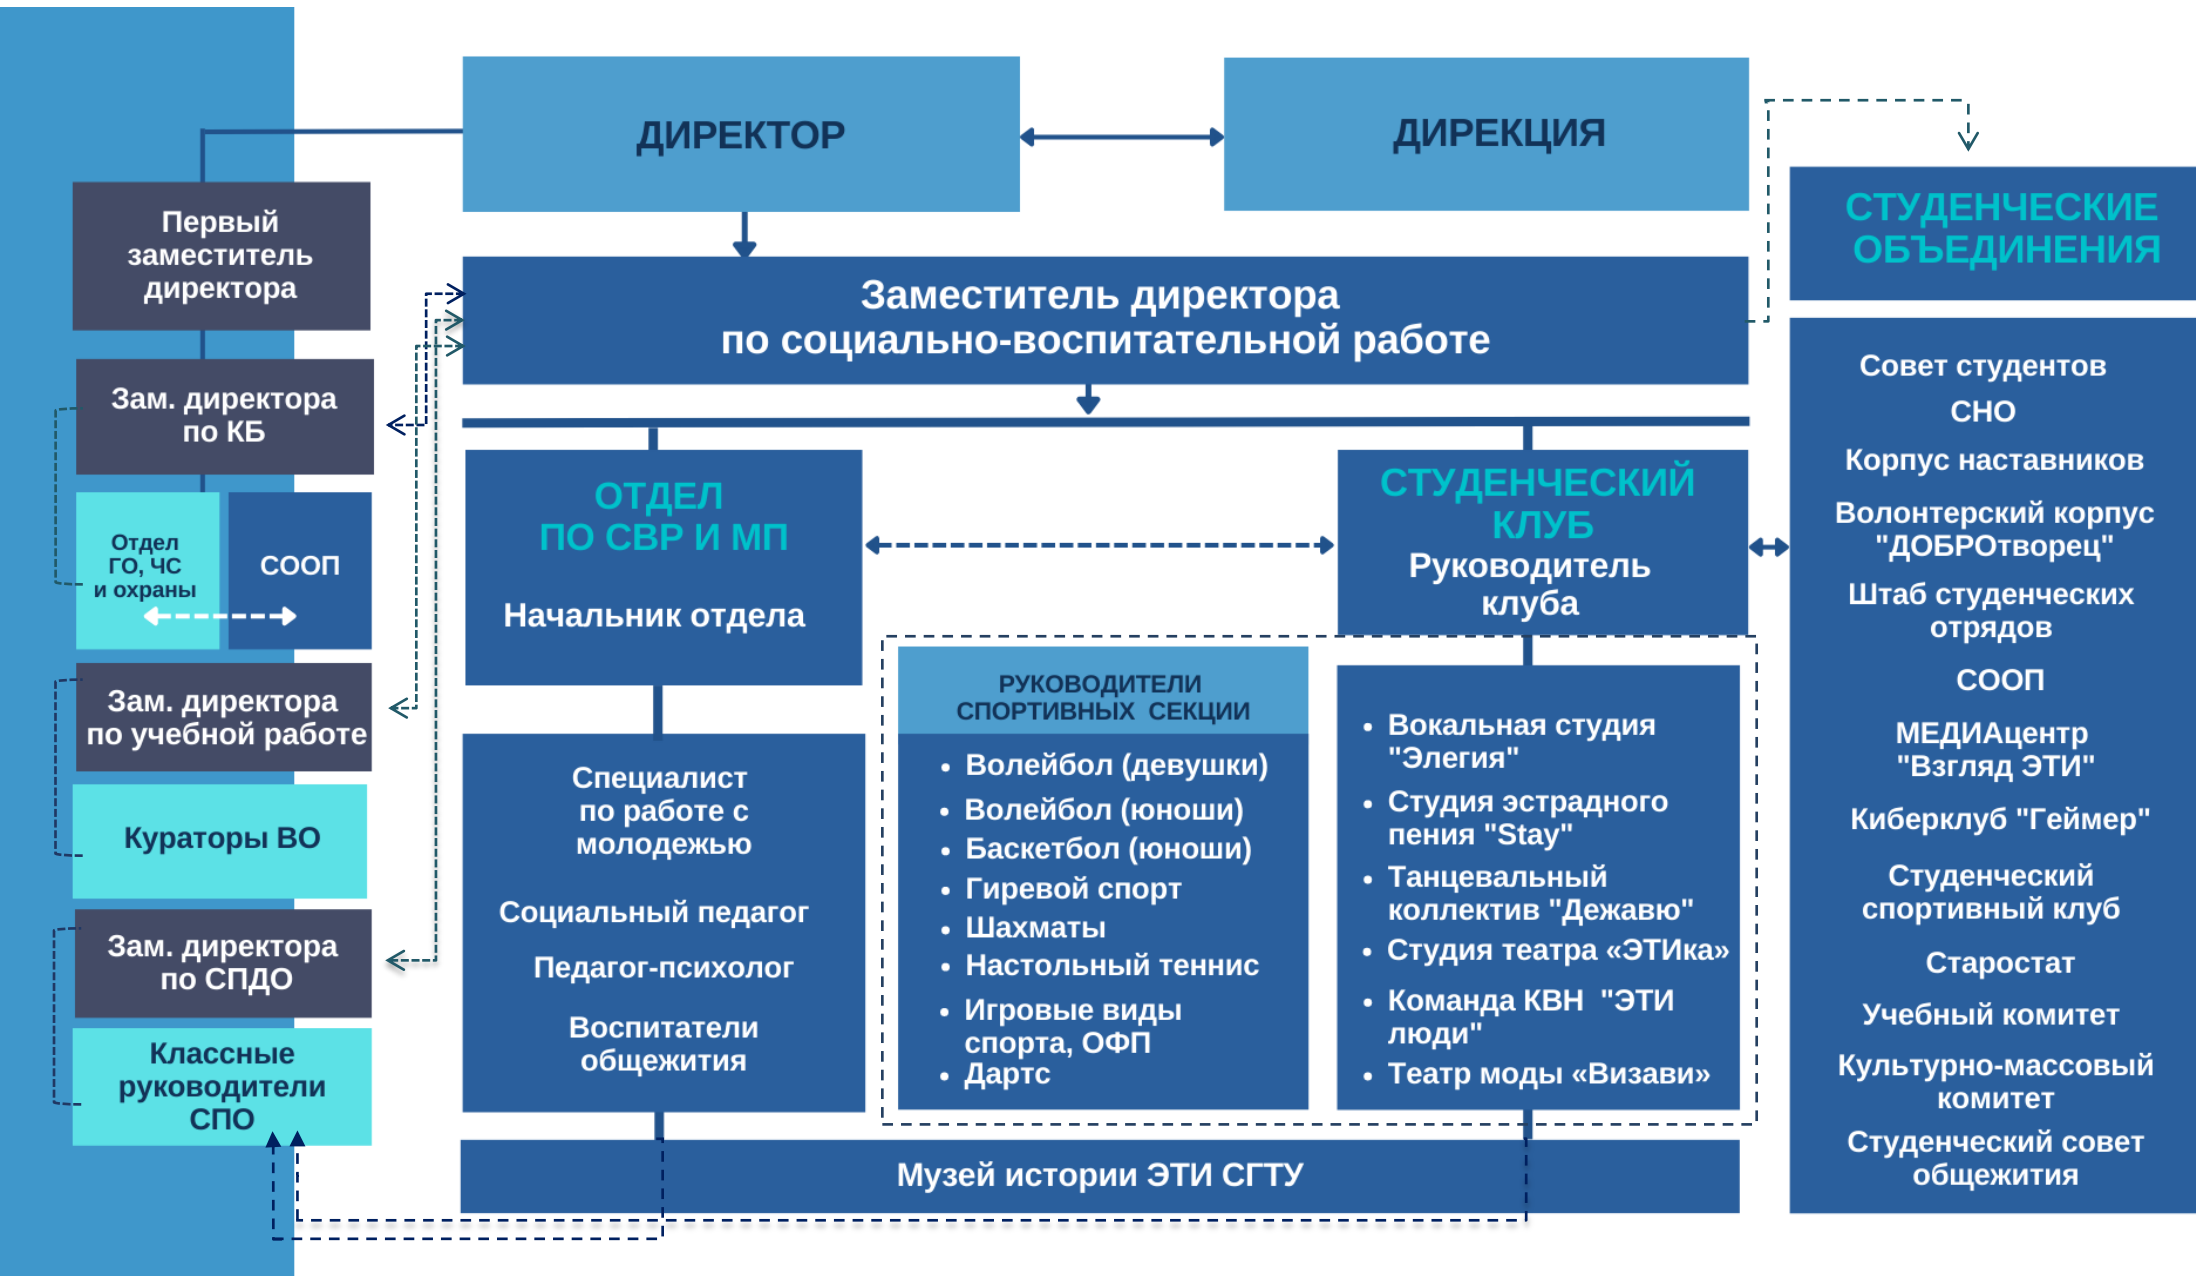 ДИРЕКТОР
ДИРЕКЦИЯ
Первый
заместитель
директора
Зам. директора
по КБ
Отдел
ГО, ЧС
и охраны
СООП
Зам. директора
по учебной работе
Кураторы ВО
Зам. директора
по СПДО
Классные
руководители
СПО
Заместитель директора
по социально-воспитательной работе
ОТДЕЛ
ПО СВР И МП
Начальник отдела
Специалист
по работе с
молодежью
Социальный педагог
Педагог-психолог
Воспитатели
общежития
РУКОВОДИТЕЛИ
СПОРТИВНЫХ СЕКЦИИ
• Волейбол (девушки)
• Волейбол (юноши)
• Баскетбол (юноши)
• Гиревой спорт
• Шахматы
• Настольный теннис
• Игровые виды
спорта, ОФП
• Дартс
СТУДЕНЧЕСКИЙ
КЛУБ
Руководитель
клуба
• Вокальная студия
"Элегия"
• Студия эстрадного
пения "Stay"
• Танцевальный
коллектив "Дежавю"
• Студия театра «ЭТИка»
• Команда КВН "ЭТИ
люди"
• Театр моды «Визави»
Музей истории ЭТИ СГТУ
СТУДЕНЧЕСКИЕ
ОБЪЕДИНЕНИЯ
Совет студентов
СНО
Корпус наставников
Волонтерский корпус
"ДОБРОтворец"
Штаб студенческих
отрядов
СООП
МЕДИАцентр
"Взгляд ЭТИ"
Киберклуб "Геймер"
Студенческий
спортивный клуб
Старостат
Учебный комитет
Культурно-массовый
комитет
Студенческий совет
общежития